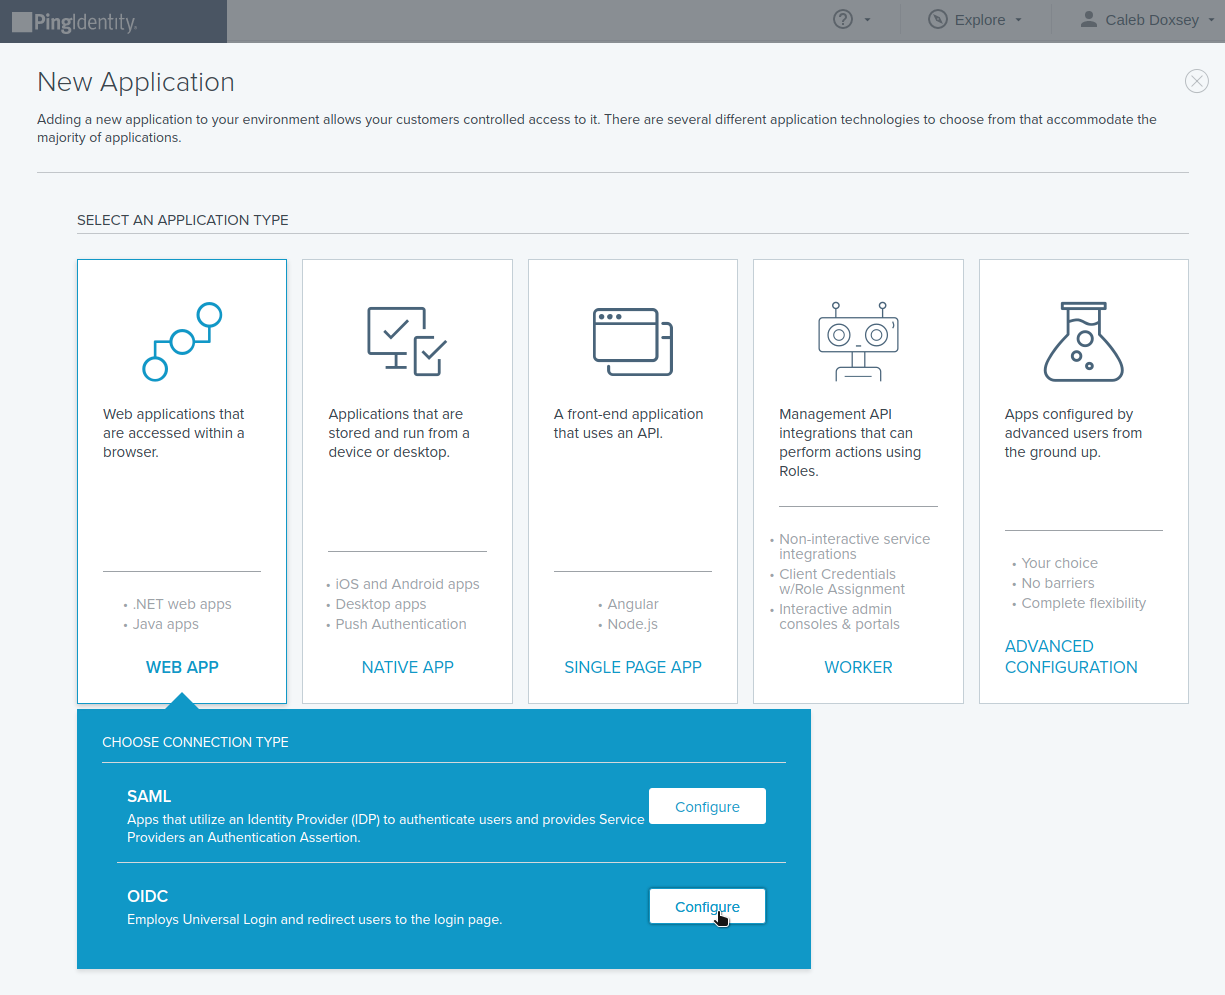 PingIdentity.
? Explore Caleb Doxsey
New Application
Adding a new application to your environment allows your customers controlled access to it. There are several different application technologies to choose from that accommodate the
majority of applications.
SELECT AN APPLICATION TYPE
Web applications that
are accessed within a
browser.
• .NET web apps
• Java apps
WEB APP
Applications that are
stored and run from a
device or desktop.
• iOS and Android apps
• Desktop apps
• Push Authentication
NATIVE APP
A front-end application
that uses an API.
• Angular
• Node.js
SINGLE PAGE APP
Management API
integrations that can
perform actions using
Roles.
• Non-interactive service
integrations
• Client Credentials
w/Role Assignment
• Interactive admin
consoles & portals
WORKER
Apps configured by
advanced users from
the ground up.
• Your choice
• No barriers
• Complete flexibility
ADVANCED
CONFIGURATION
CHOOSE CONNECTION TYPE
SAML
Apps that utilize an Identity Provider (IDP) to authenticate users and provides Service
Providers an Authentication Assertion.
Configure
OIDC
Employs Universal Login and redirect users to the login page.
Configure